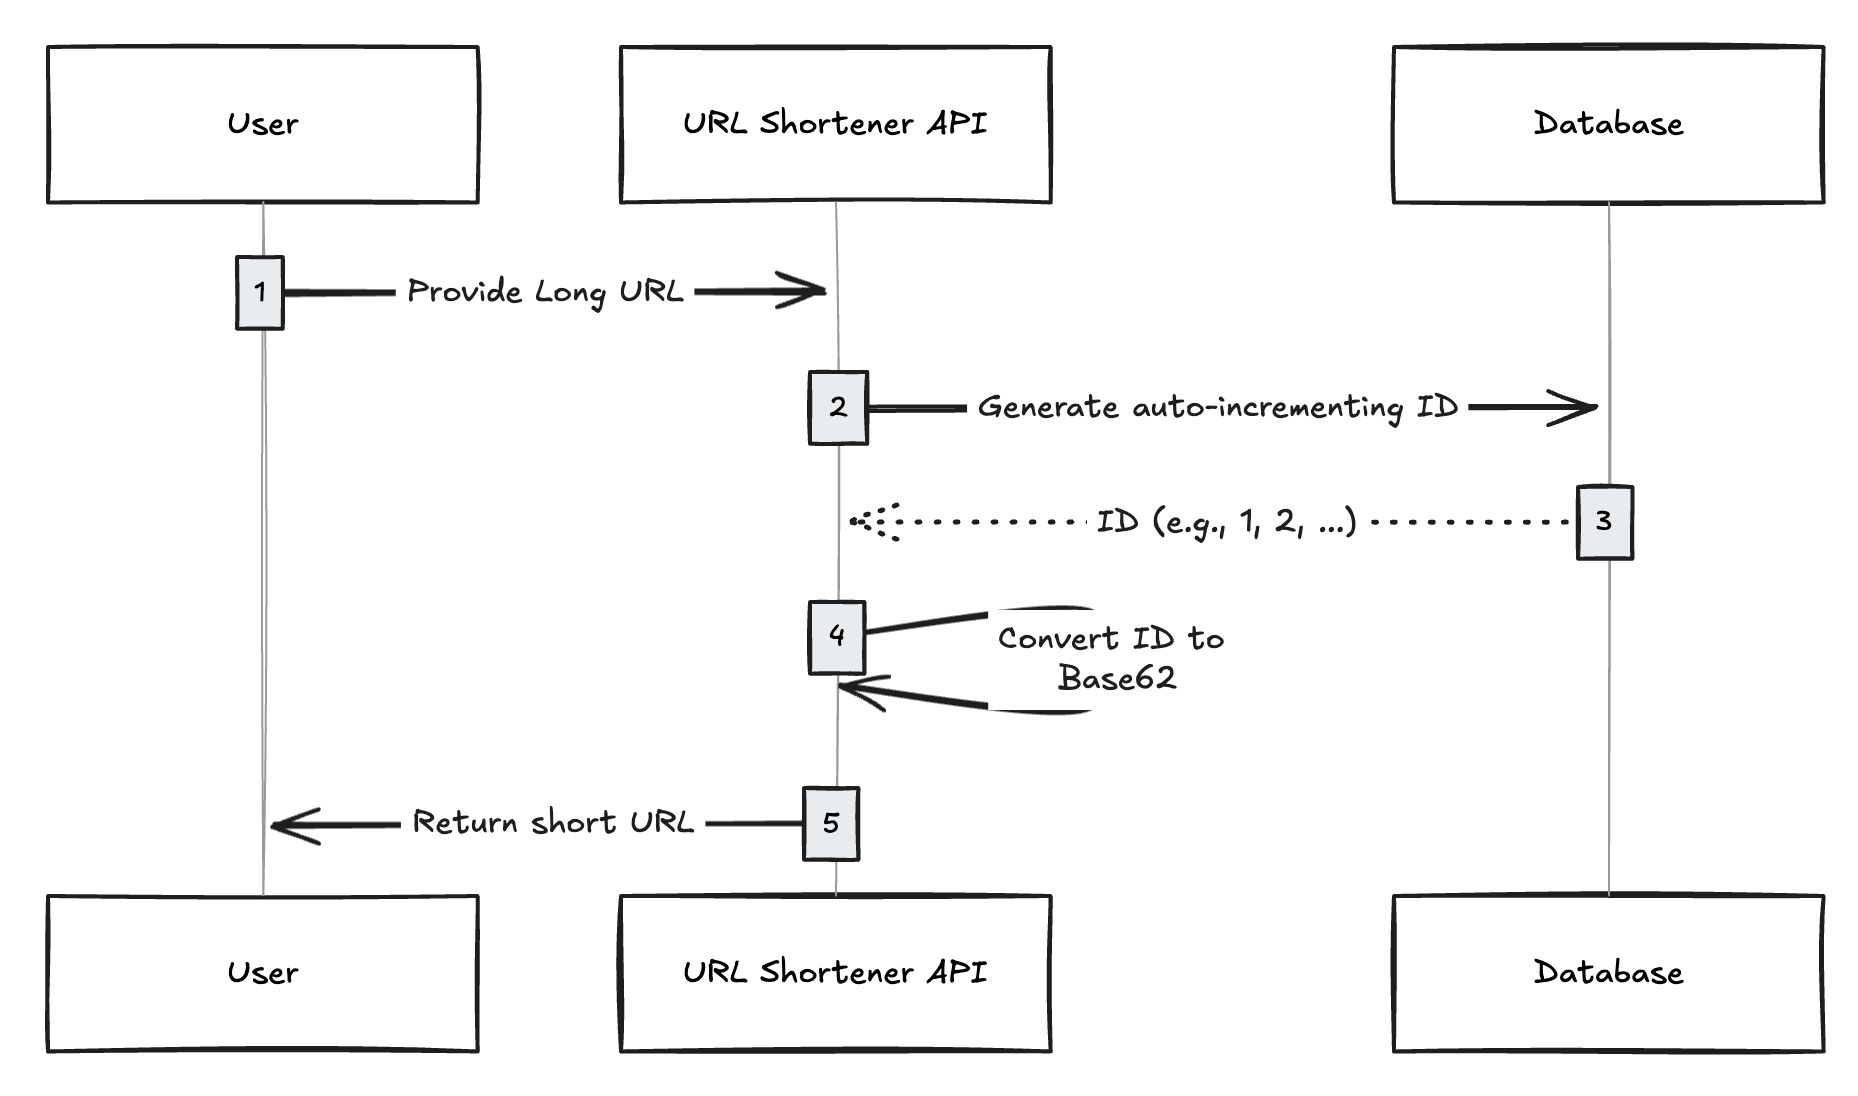 User
URL Shortener API
Database
1
Provide Long URL
2
Generate auto-incrementing ID
ID (e.g., 1, 2, ...)
3
4
Convert ID to
Base62
Return short URL
5
User
URL Shortener API
Database